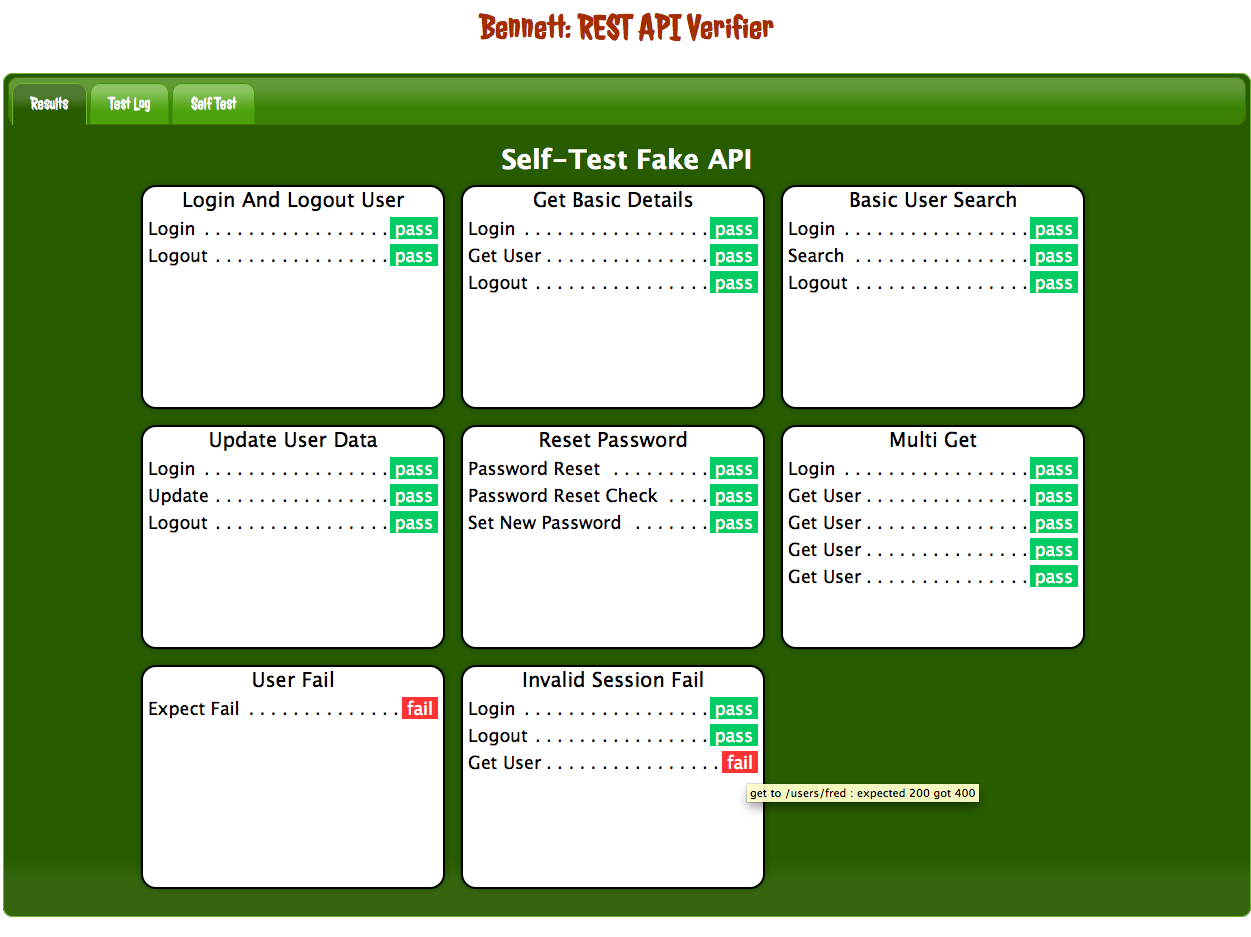 Bennett: REST API Verifier
Results Test Log Self Test
Self-Test Fake API
Login And Logout User
Login . . . . . . . . . . . . . . . . . pass
Logout . . . . . . . . . . . . . . . . pass
Get Basic Details
Login . . . . . . . . . . . . . . . . . pass
Get User . . . . . . . . . . . . . . . pass
Logout . . . . . . . . . . . . . . . . pass
Basic User Search
Login . . . . . . . . . . . . . . . . . pass
Search . . . . . . . . . . . . . . . . pass
Logout . . . . . . . . . . . . . . . . pass
Update User Data
Login . . . . . . . . . . . . . . . . . pass
Update . . . . . . . . . . . . . . . . pass
Logout . . . . . . . . . . . . . . . . pass
Reset Password
Password Reset . . . . . . . . . pass
Password Reset Check . . . . pass
Set New Password . . . . . . . pass
Multi Get
Login . . . . . . . . . . . . . . . . . pass
Get User . . . . . . . . . . . . . . . pass
Get User . . . . . . . . . . . . . . . pass
Get User . . . . . . . . . . . . . . . pass
Get User . . . . . . . . . . . . . . . pass
User Fail
Expect Fail . . . . . . . . . . . . . . fail
Invalid Session Fail
Login . . . . . . . . . . . . . . . . . pass
Logout . . . . . . . . . . . . . . . . pass
Get User . . . . . . . . . . . . . . . . fail
get to /users/fred : expected 200 got 400